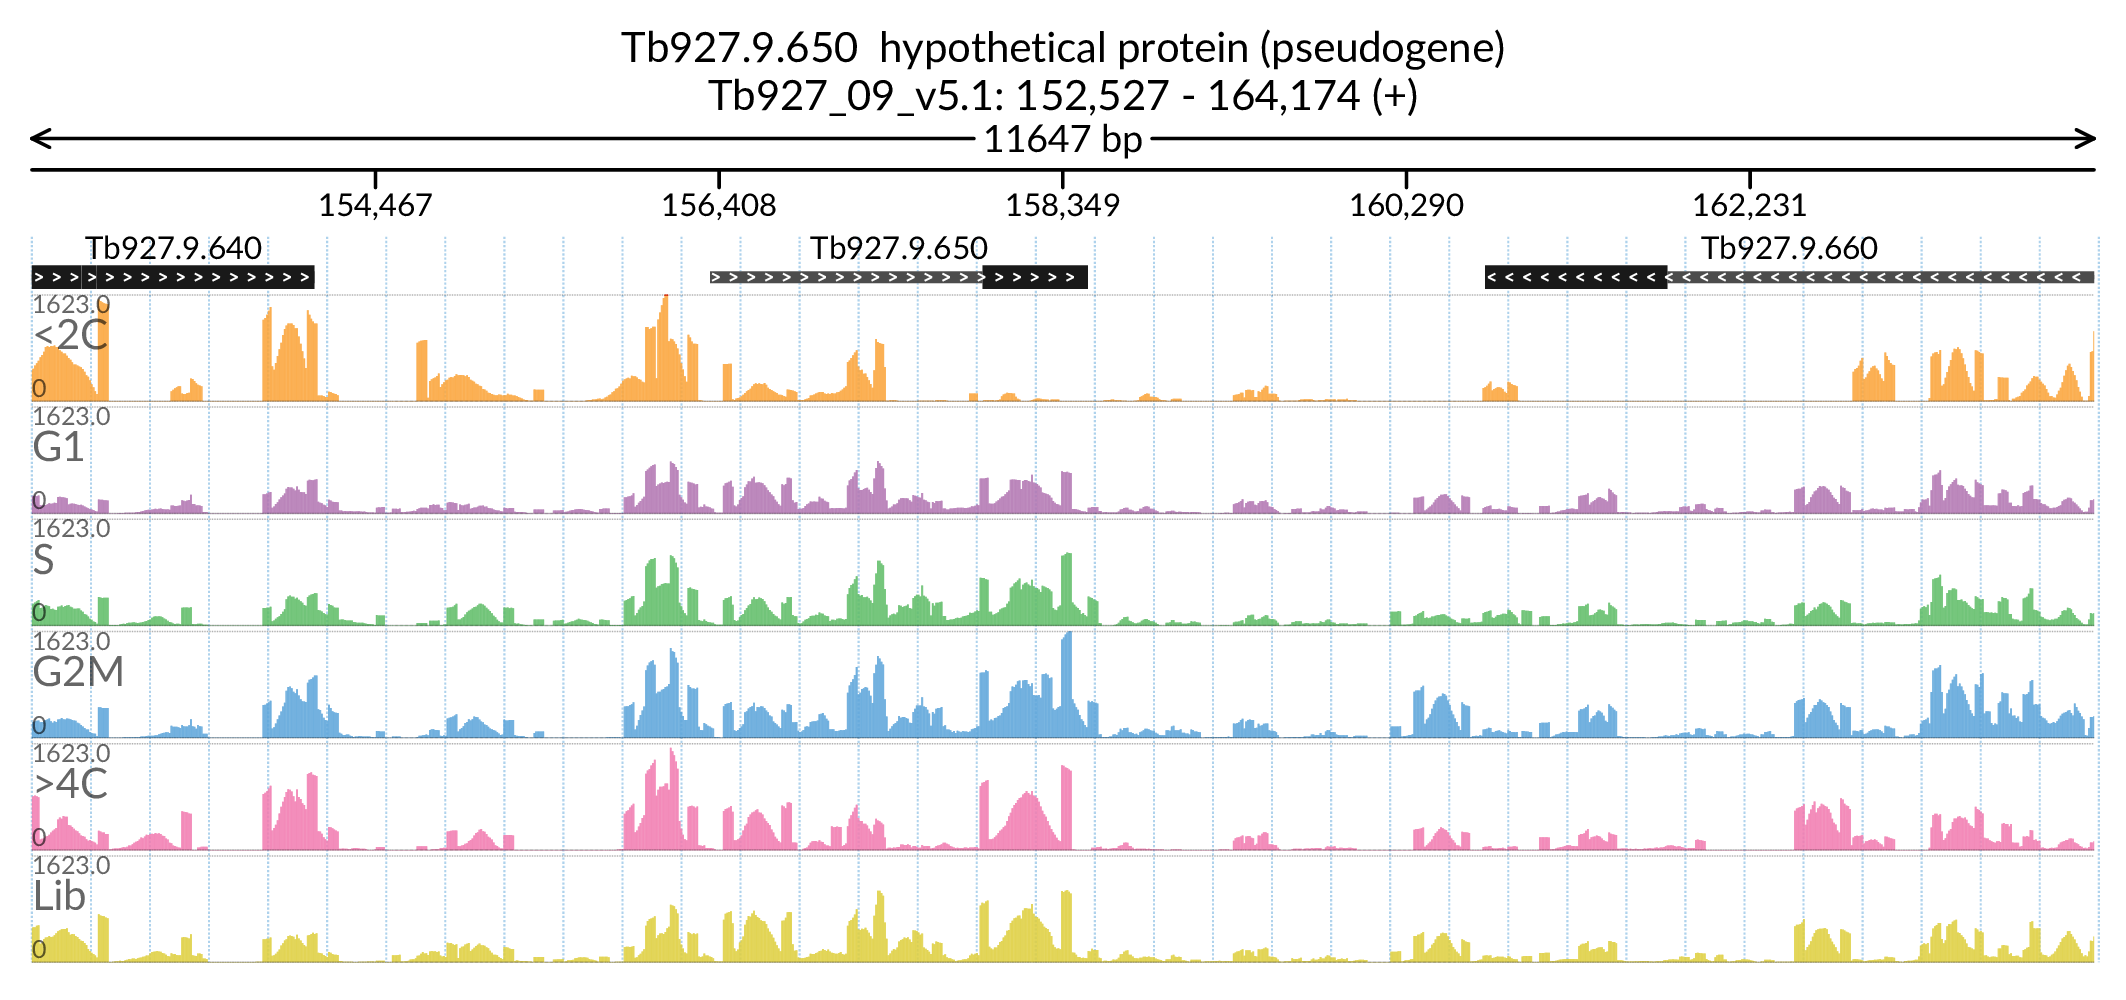 Tb927.9.650  hypothetical protein (pseudogene)
Tb927_09_v5.1: 152,527 - 164,174 (+)
11647 bp
154,467 156,408 158,349 160,290 162,231
Tb927.9.640 Tb927.9.650 Tb927.9.660
1623.0
<2C
0
1623.0
G1
0
1623.0
S
0
1623.0
G2M
0
1623.0
>4C
0
1623.0
Lib
0